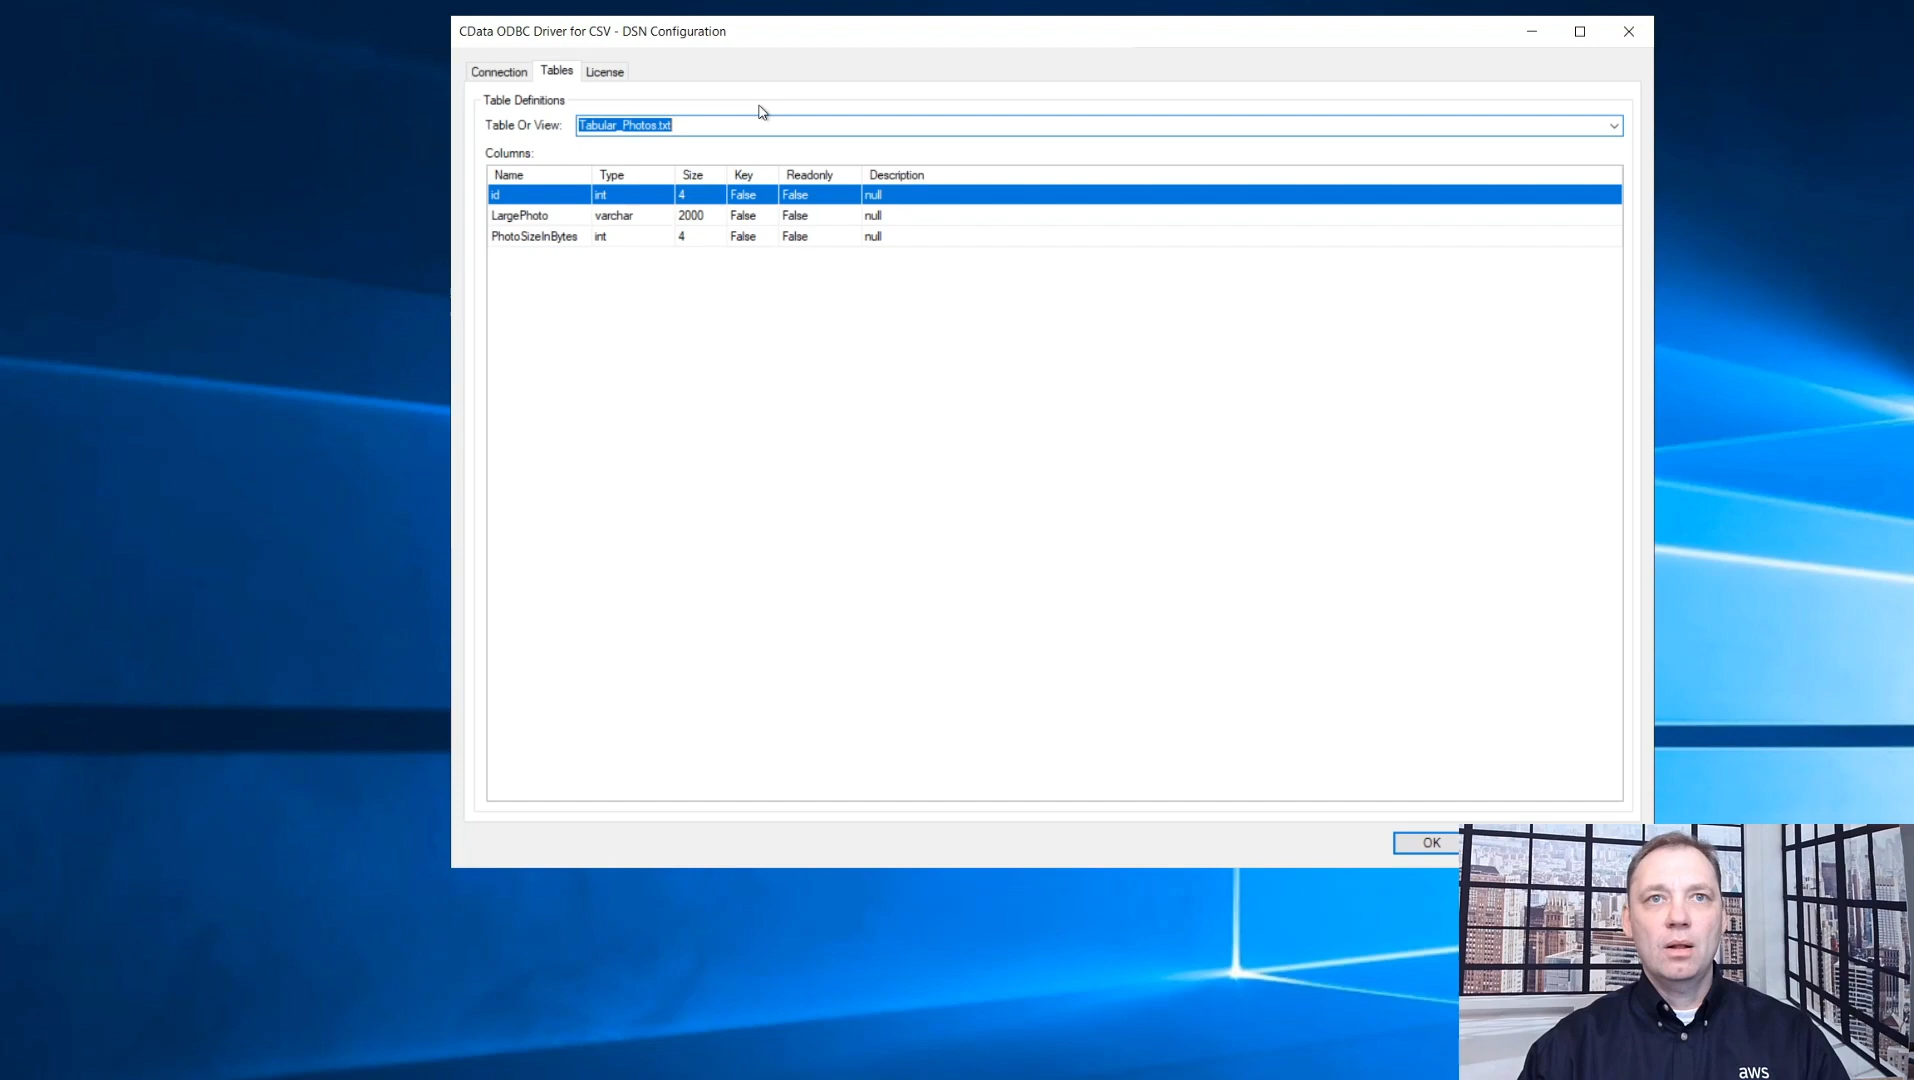 CData ODBC Driver for CSV - DSN Configuration
Connection Tables License
Table Definitions
Table Or View: Tabular_Photos.txt
Columns:
Name Type Size Key Readonly Description
id int 4 False False null
LargePhoto varchar 2000 False False null
PhotoSizeInBytes int 4 False False null
OK
aws